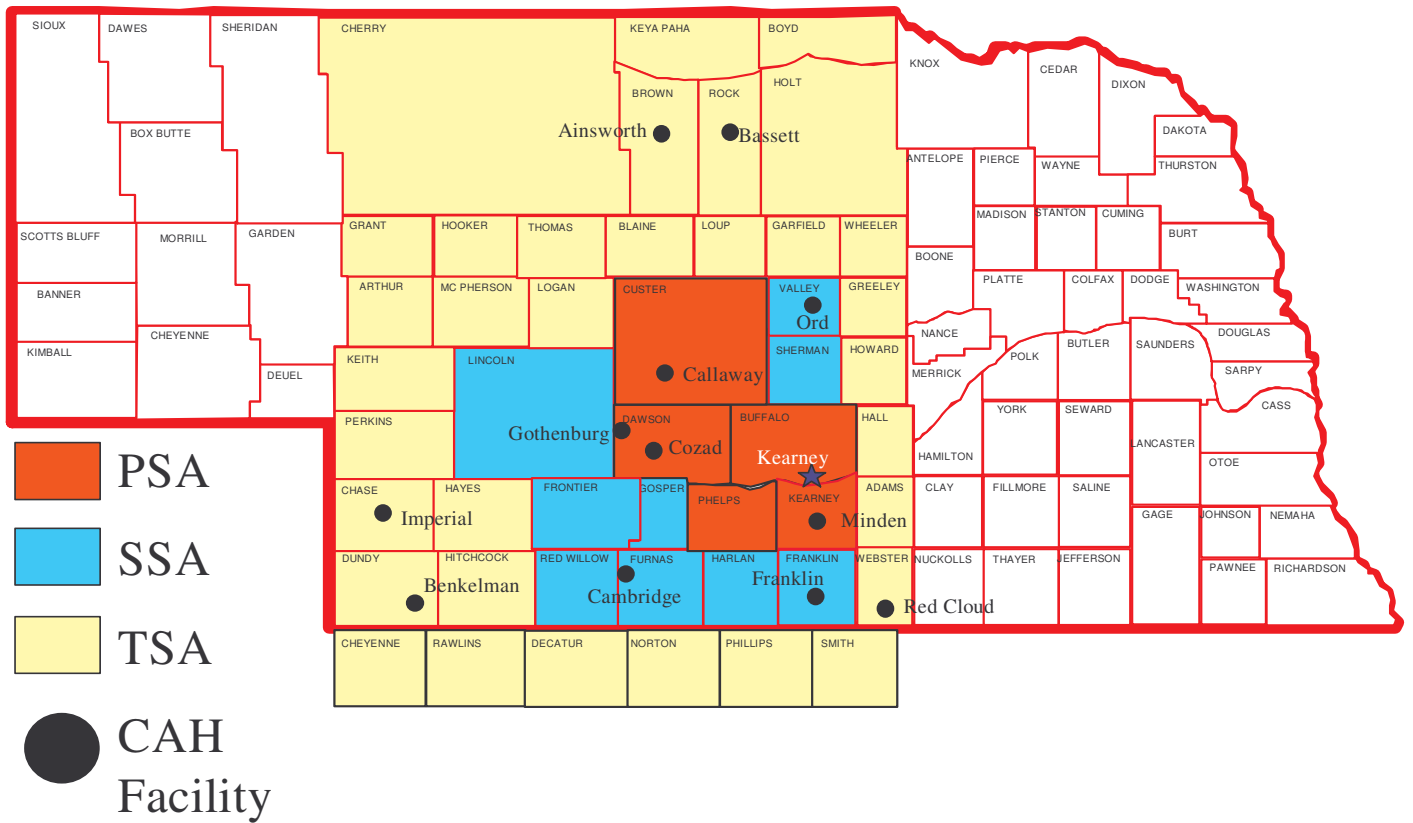 SIOUX
DAWES
SHERIDAN
CHERRY
KEYA PAHA
BOYD
KNOX
CEDAR
DIXON
HOLT
BROWN
ROCK
BOX BUTTE
Ainsworth
Bassett
DAKOTA
ANTELOPE
PIERCE
WAYNE
THURSTON
SCOTTS BLUFF
MORRILL
GARDEN
GRANT
HOOKER
THOMAS
BLAINE
LOUP
GARFIELD
WHEELER
MADISON
STANTON
CUMING
BURT
BOONE
BANNER
ARTHUR
MC PHERSON
LOGAN
CUSTER
VALLEY
GREELEY
PLATTE
COLFAX
DODGE
WASHINGTON
Ord
CHEYENNE
NANCE
DOUGLAS
KIMBALL
KEITH
LINCOLN
SHERMAN
HOWARD
POLK
BUTLER
SAUNDERS
DEUEL
Callaway
MERRICK
SARPY
PERKINS
DAWSON
BUFFALO
HALL
YORK
SEWARD
CASS
Gothenburg
Cozad
Kearney
HAMILTON
LANCASTER
OTOE
PSA
CHASE
HAYES
FRONTIER
GOSPER
PHELPS
KEARNEY
ADAMS
CLAY
FILLMORE
SALINE
Imperial
Minden
GAGE
JOHNSON
NEMAHA
SSA
DUNDY
HITCHCOCK
RED WILLOW
FURNAS
HARLAN
FRANKLIN
WEBSTER
NUCKOLLS
THAYER
JEFFERSON
PAWNEE
RICHARDSON
Benkelman
Cambridge
Franklin
Red Cloud
TSA
CHEYENNE
RAWLINS
DECATUR
NORTON
PHILLIPS
SMITH
CAH
Facility